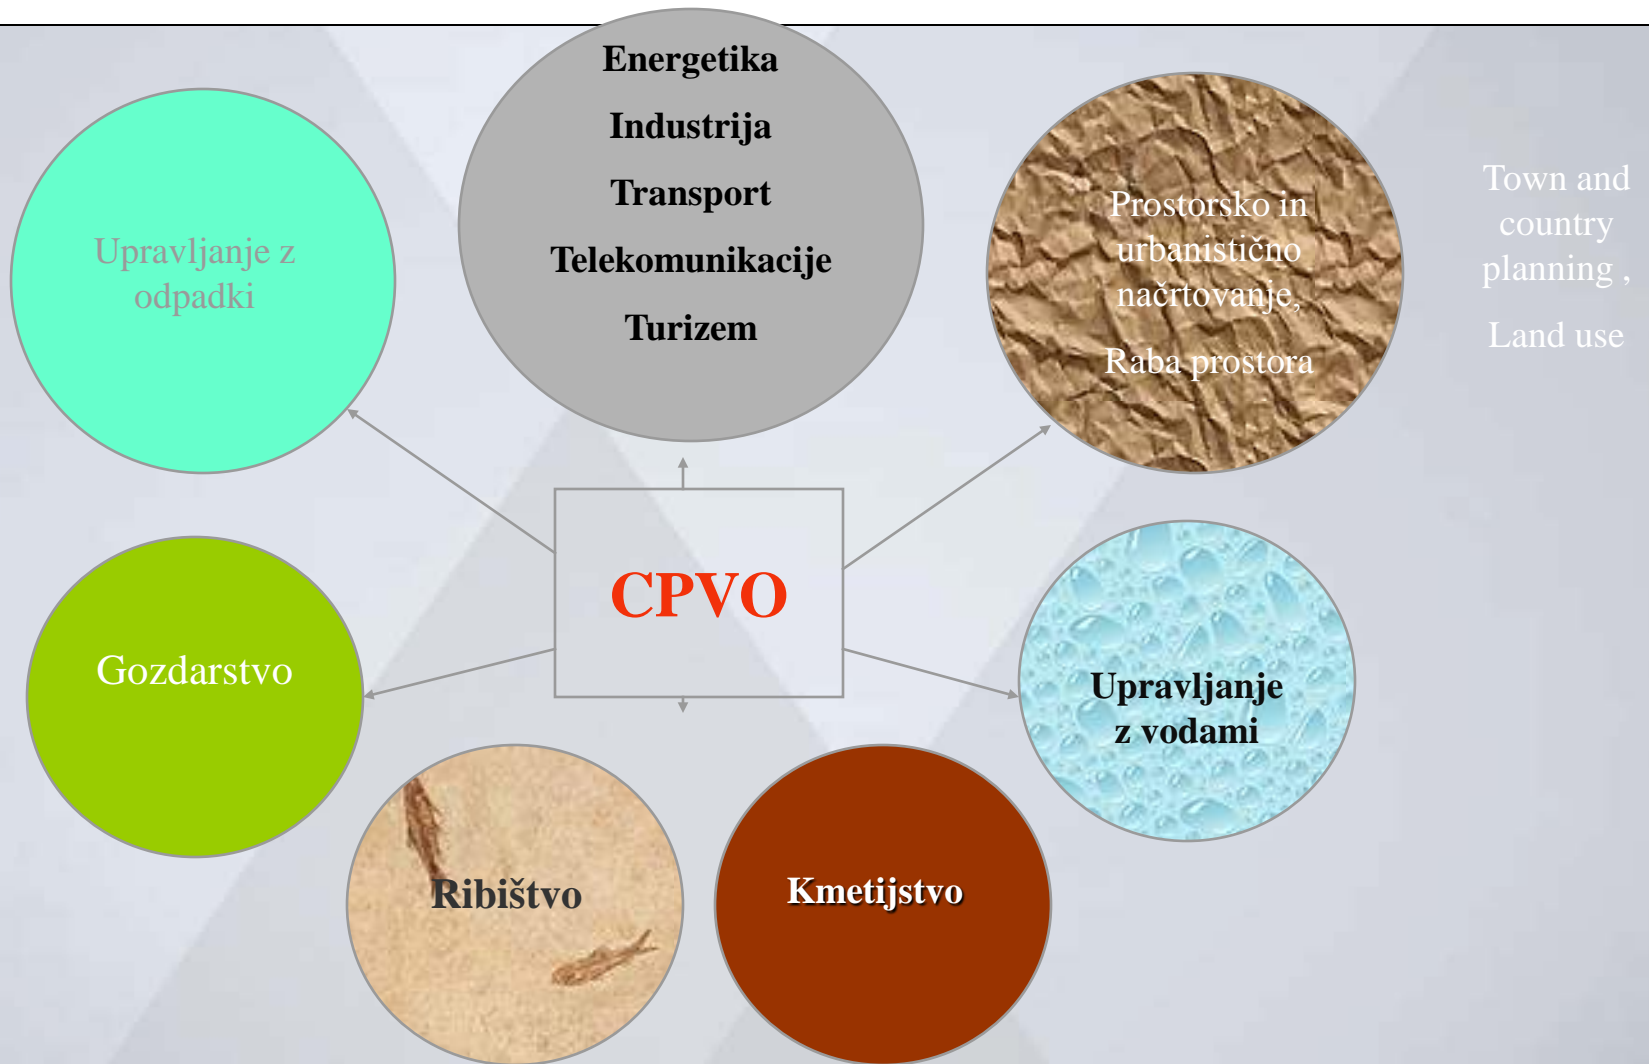 Energetika
Industrija
Transport
Telekomunikacije
Turizem
Upravljanje z
odpadki
Prostorsko in
urbanistično
načrtovanje,
Raba prostora
Town and
country
planning ,
Land use
CPVO
Gozdarstvo
Upravljanje
z vodami
Ribištvo
Kmetijstvo